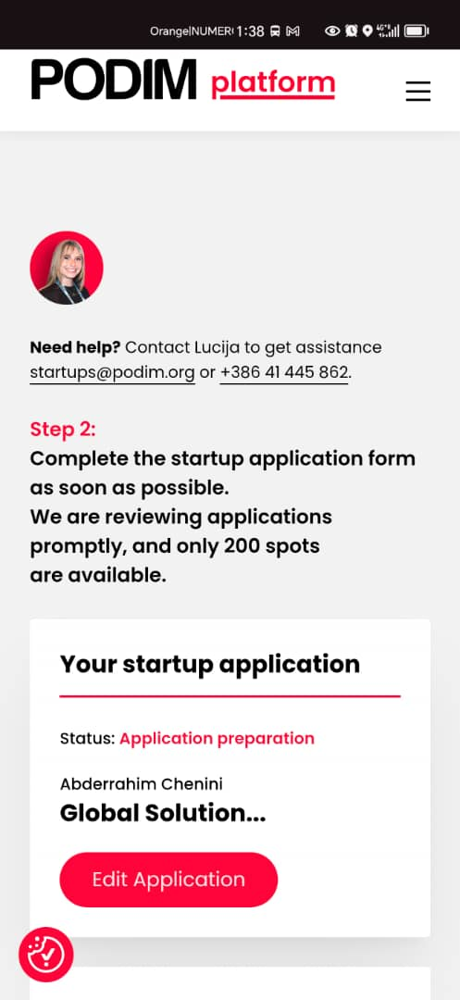 Orange|NUMERI 1:38
PODIM platform
Need help? Contact Lucija to get assistance
startups@podim.org or +386 41 445 862.
Step 2:
Complete the startup application form
as soon as possible.
We are reviewing applications
promptly, and only 200 spots
are available.
Your startup application
Status: Application preparation
Abderrahim Chenini
Global Solution...
Edit Application